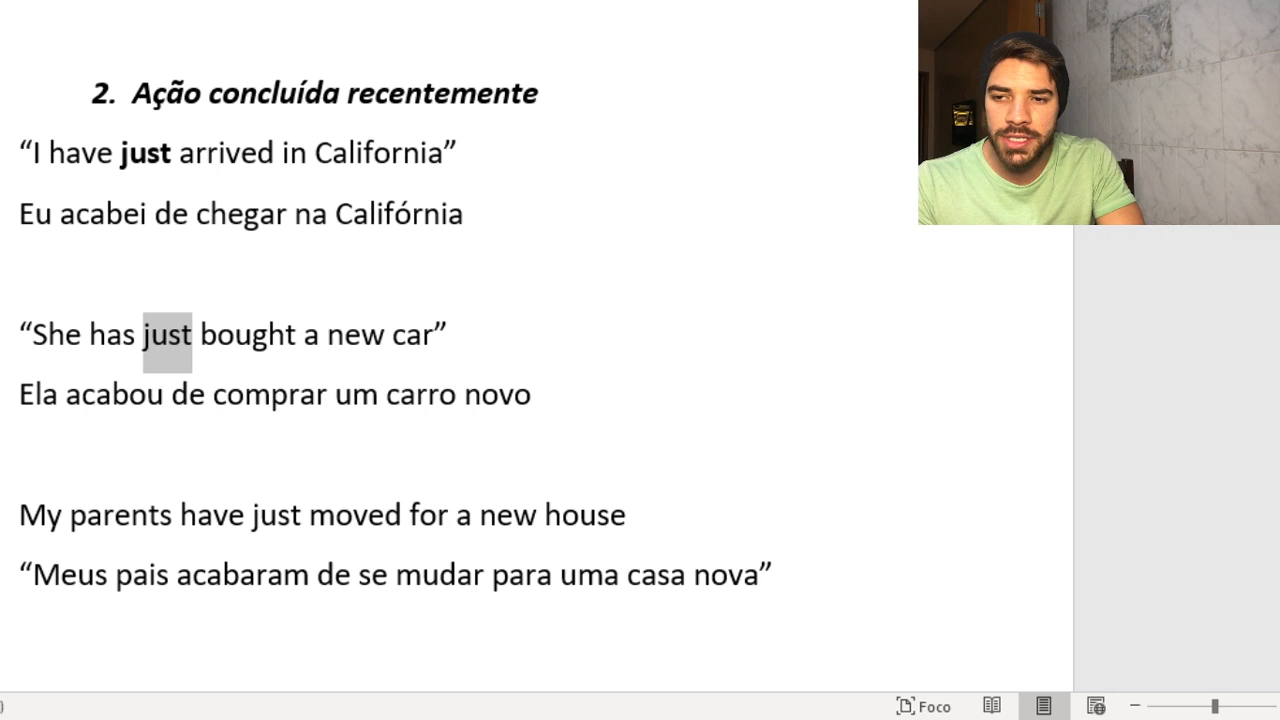 2. Ação concluída recentemente
“I have just arrived in California”
Eu acabei de chegar na Califórnia
“She has just bought a new car”
Ela acabou de comprar um carro novo
My parents have just moved for a new house
“Meus pais acabaram de se mudar para uma casa nova”
Foco